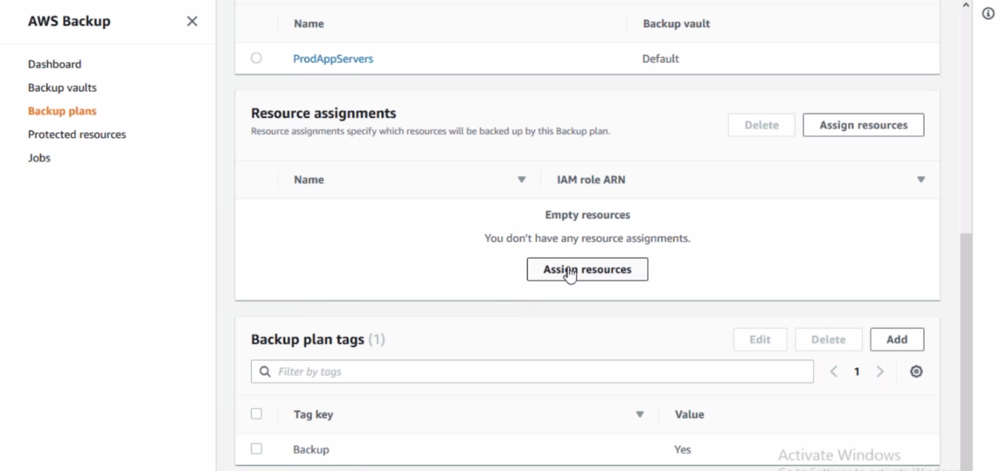 AWS Backup
Dashboard
Backup vaults
Backup plans
Protected resources
Jobs
Name Backup vault
ProdAppServers Default
Resource assignments
Resource assignments specify which resources will be backed up by this Backup plan.
Delete Assign resources
Name IAM role ARN
Empty resources
You don't have any resource assignments.
Assign resources
Backup plan tags (1)
Edit Delete Add
Filter by tags
1
Tag key Value
Backup Yes
Activate Windows